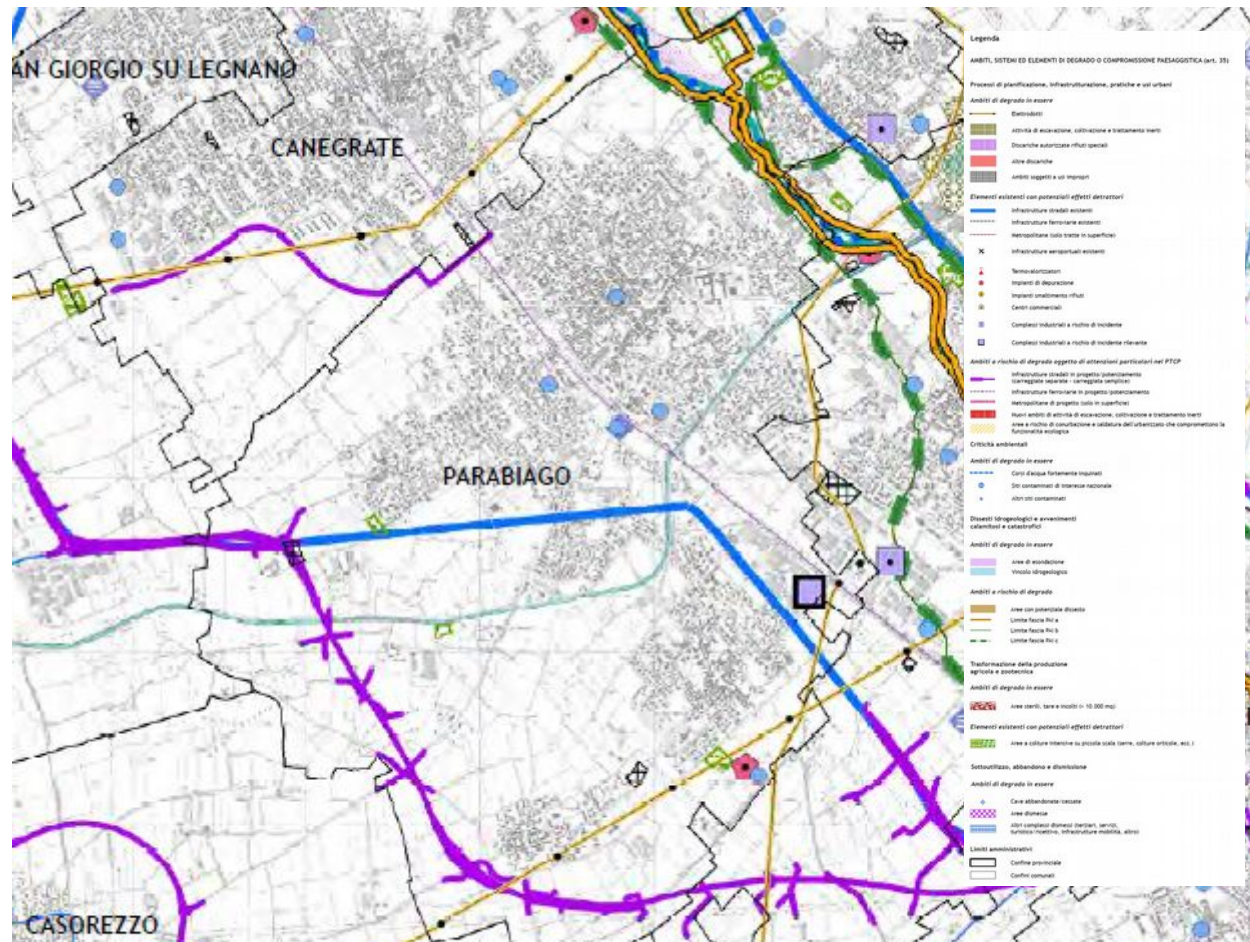 AN GIORGIO SU LEGNANO
CANEGRATE
PARABIAGO
CASOREZZO
Legenda
AMBITI, SISTEMI ED ELEMENTI DI DEGRADO O COMPROMISSIONE PAESAGGISTICA (art. 35)
Processi di pianificazione, infrastrutturazione, pratiche e usi urbani
Ambiti di degrado in essere
Elettrodotti
Attività di escavazione, coltivazione e trattamento inerti
Discariche autorizzate rifiuti speciali
Altre discariche
Ambiti soggetti a usi impropri
Elementi esistenti con potenziali effetti detrattori
Infrastrutture stradali esistenti
Infrastrutture ferroviarie esistenti
Metropolitane (solo tratte in superficie)
Infrastrutture aeroportuali esistenti
Termovalorizzatori
Impianti di depurazione
Impianti smaltimento rifiuti
Centri commerciali
Complessi industriali a rischio di incidente
Complessi industriali a rischio di incidente rilevante
Ambiti a rischio di degrado oggetto di attenzioni particolari nel PTCP
Infrastrutture stradali in progetto/potenziamento
(carreggiate separate - carreggiata semplice)
Infrastrutture ferroviarie in progetto/potenziamento
Metropolitane di progetto (solo in superficie)
Nuovi ambiti di attività di escavazione, coltivazione e trattamento inerti
Aree a rischio di conurbazione e saldatura dell'urbanizzato che compromettono la
funzionalità ecologica
Criticità ambientali
Ambiti di degrado in essere
Corsi d'acqua fortemente inquinati
Siti contaminati di interesse nazionale
Altri siti contaminati
Dissesti idrogeologici e avvenimenti
calamitosi e catastrofici
Ambiti di degrado in essere
Aree di esondazione
Vincolo idrogeologico
Ambiti a rischio di degrado
Aree con potenziale dissesto
Limite fascia PAI a
Limite fascia PAI b
Limite fascia PAI c
Trasformazione della produzione
agricola e zootecnica
Ambiti di degrado in essere
Aree sterili, tare e incolti (> 10.000 mq)
Elementi esistenti con potenziali effetti detrattori
Aree a colture intensive su piccola scala (serre, colture orticole, ecc.)
Sottoutilizzo, abbandono e dismissione
Ambiti di degrado in essere
Cave abbandonate/cessate
Aree dismesse
Altri complessi dismessi (terziari, servizi,
turistico/ricettivo, infrastrutture mobilità, altro)
Limiti amministrativi
Confine provinciale
Confini comunali